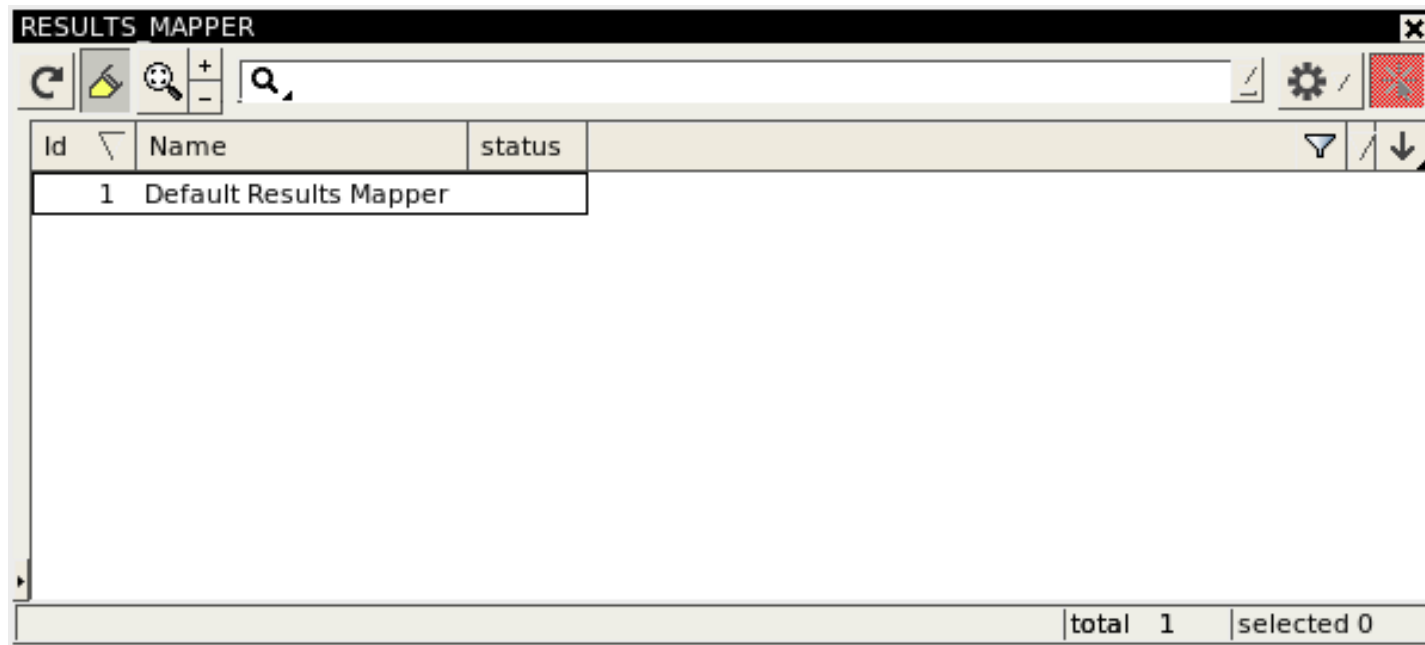 RESULTS_MAPPER
+
-
Id Name status
1 Default Results Mapper
total 1 selected 0